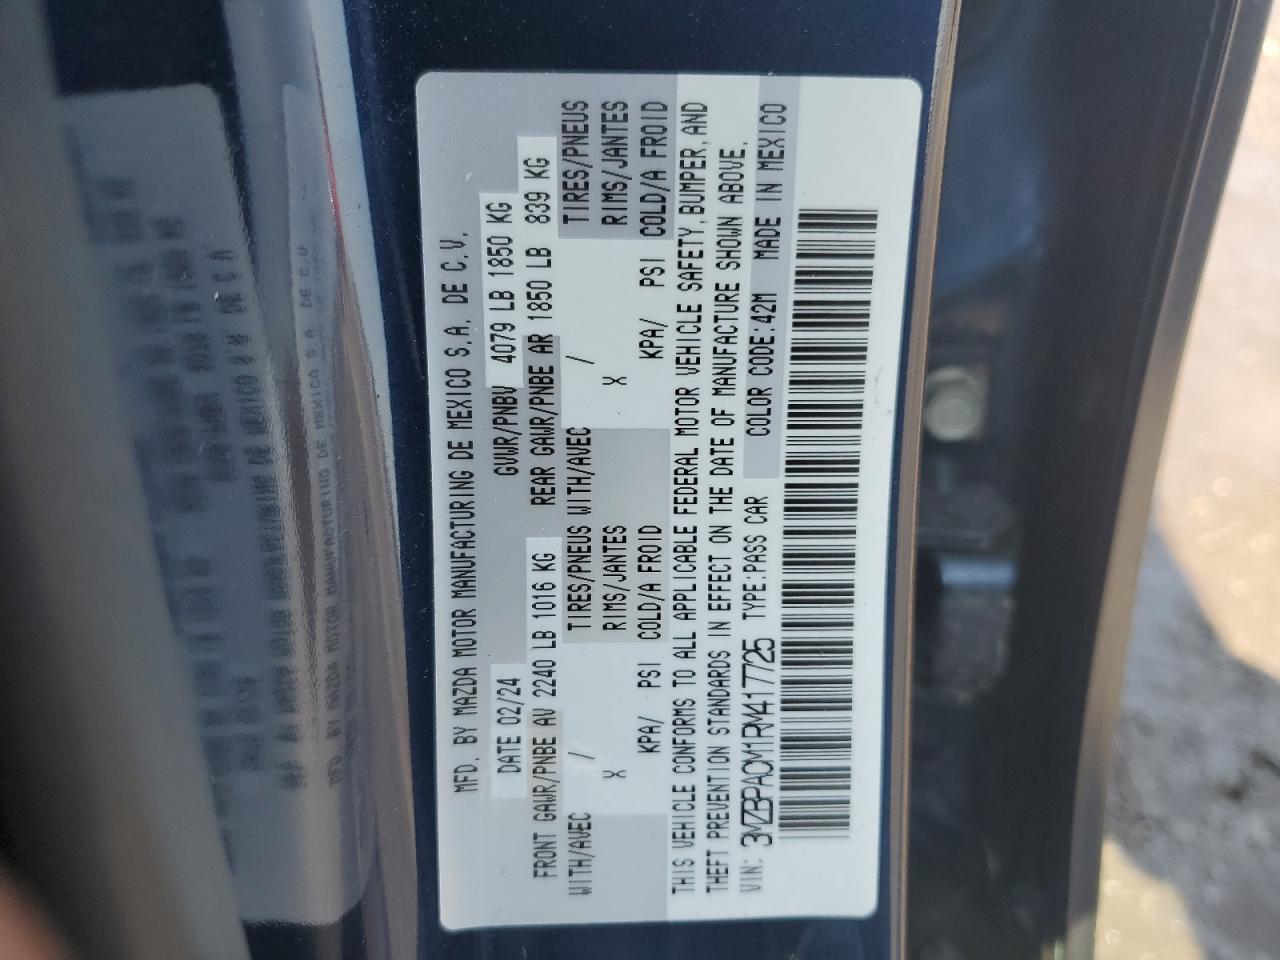 MFD. BY MAZDA MOTOR MANUFACTURING DE MEXICO S.A. DE C.V.
DATE 02/24 GVWR/PNBV 4079 LB 1850 KG
FRONT GAWR/PNBE AV 2240 LB 1016 KG REAR GAWR/PNBE AR 1850 LB 839 KG
WITH/AVEC / TIRES/PNEUS WITH/AVEC / TIRES/PNEUS
X RIMS/JANTES X RIMS/JANTES
KPA/ PSI COLD/A FROID KPA/ PSI COLD/A FROID
THIS VEHICLE CONFORMS TO ALL APPLICABLE FEDERAL MOTOR VEHICLE SAFETY, BUMPER, AND
THEFT PREVENTION STANDARDS IN EFFECT ON THE DATE OF MANUFACTURE SHOWN ABOVE.
VIN: 3MZBPACM1RM417725 TYPE:PASS CAR COLOR CODE:42M MADE IN MEXICO